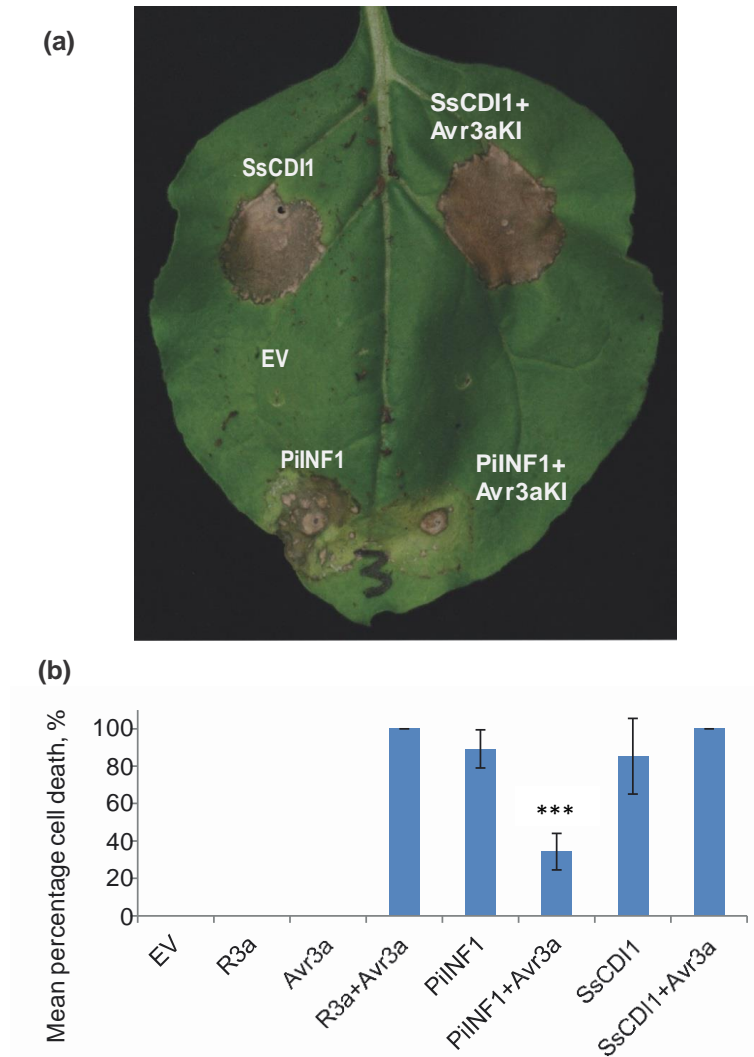 (a)
SsCDI1+
Avr3aKI
SsCDI1
EV
PiINF1
PiINF1+
Avr3aKI
3
(b)
Mean percentage cell death, %
100
80
60
40
20
0
***
EV
R3a
Avr3a
R3a+Avr3a
PiINF1
PiINF1+Avr3a
SsCDI1
SsCDI1+Avr3a